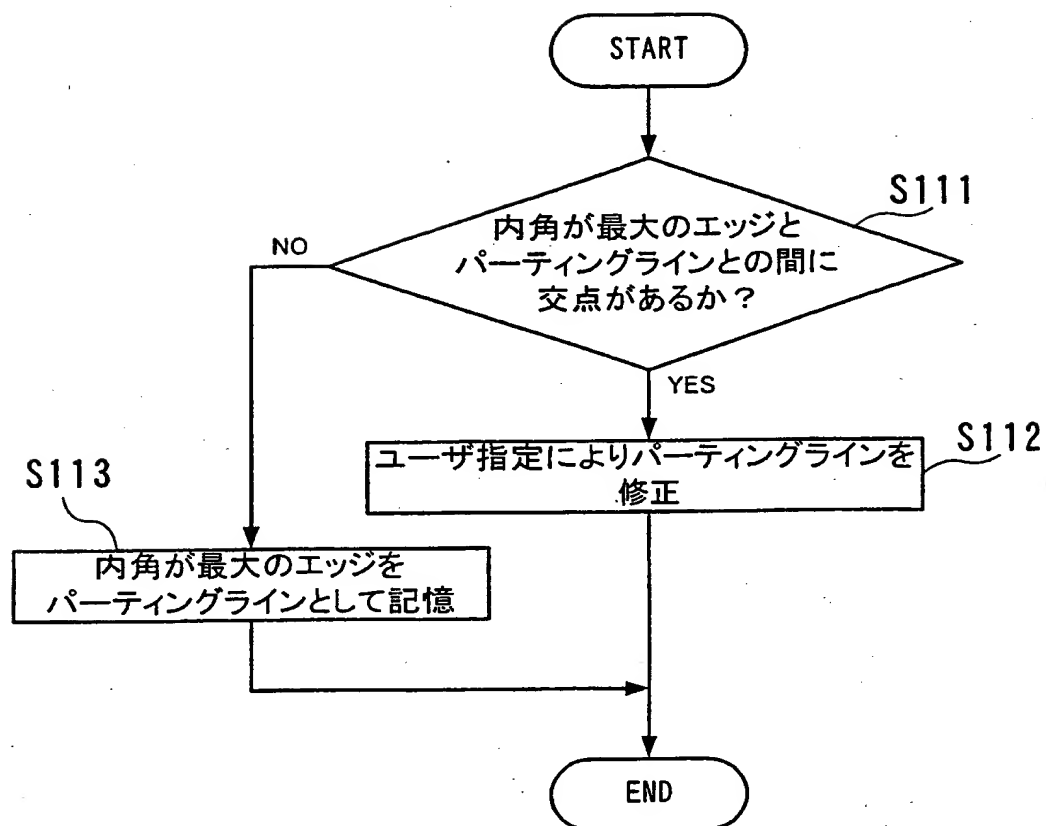 START
S111
内角が最大のエッジと
パーティングラインとの間に
交点があるか？
NO
YES
S112
ユーザ指定によりパーティングラインを
修正
S113
内角が最大のエッジを
パーティングラインとして記憶
END